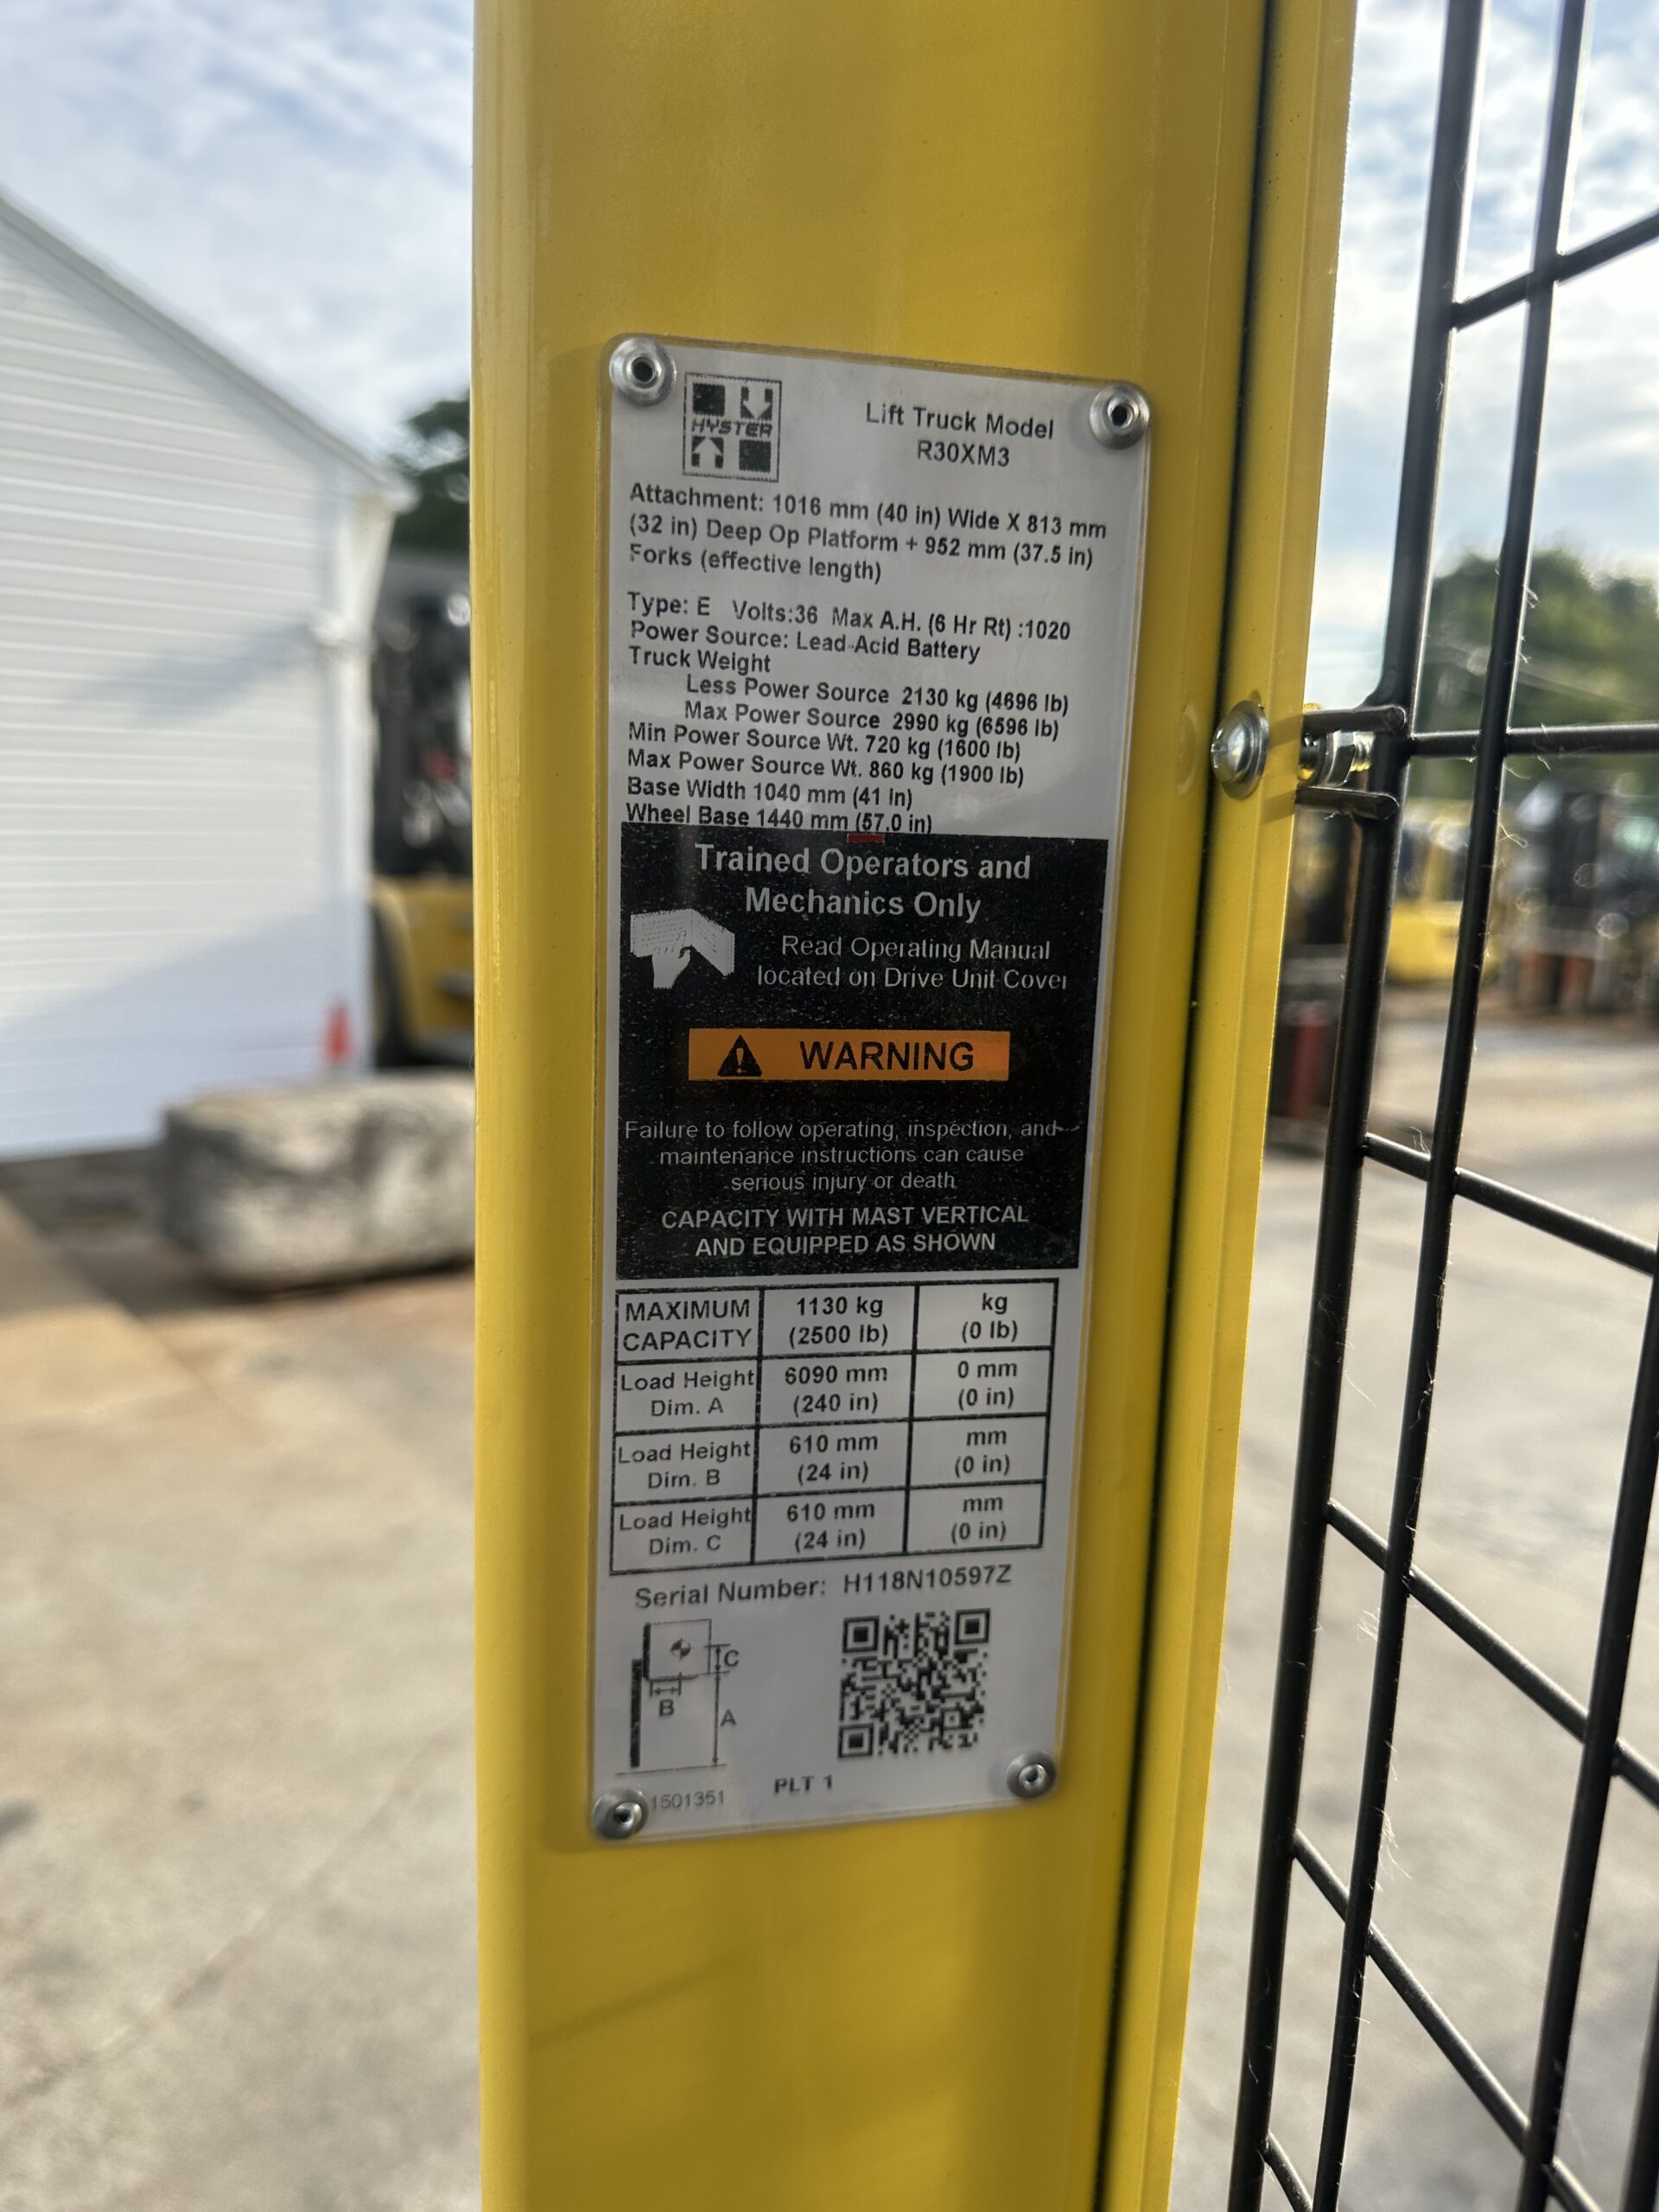 HYSTER
Lift Truck Model
R30XM3
Attachment: 1016 mm (40 in) Wide X 813 mm
(32 in) Deep Op Platform + 952 mm (37.5 in)
Forks (effective length)
Type: E Volts:36 Max A.H. (6 Hr Rt) :1020
Power Source: Lead-Acid Battery
Truck Weight
Less Power Source 2130 kg (4696 lb)
Max Power Source 2990 kg (6596 lb)
Min Power Source Wt. 720 kg (1600 lb)
Max Power Source Wt. 860 kg (1900 lb)
Base Width 1040 mm (41 in)
Wheel Base 1440 mm (57.0 in)
Trained Operators and
Mechanics Only
Read Operating Manual
located on Drive Unit Cover
WARNING
Failure to follow operating, inspection, and
maintenance instructions can cause
serious injury or death
CAPACITY WITH MAST VERTICAL
AND EQUIPPED AS SHOWN
MAXIMUM CAPACITY 1130 kg (2500 lb) kg (0 lb)
Load Height Dim. A 6090 mm (240 in) 0 mm (0 in)
Load Height Dim. B 610 mm (24 in) mm (0 in)
Load Height Dim. C 610 mm (24 in) mm (0 in)
Serial Number: H118N10597Z
C
B
A
1501351 PLT 1